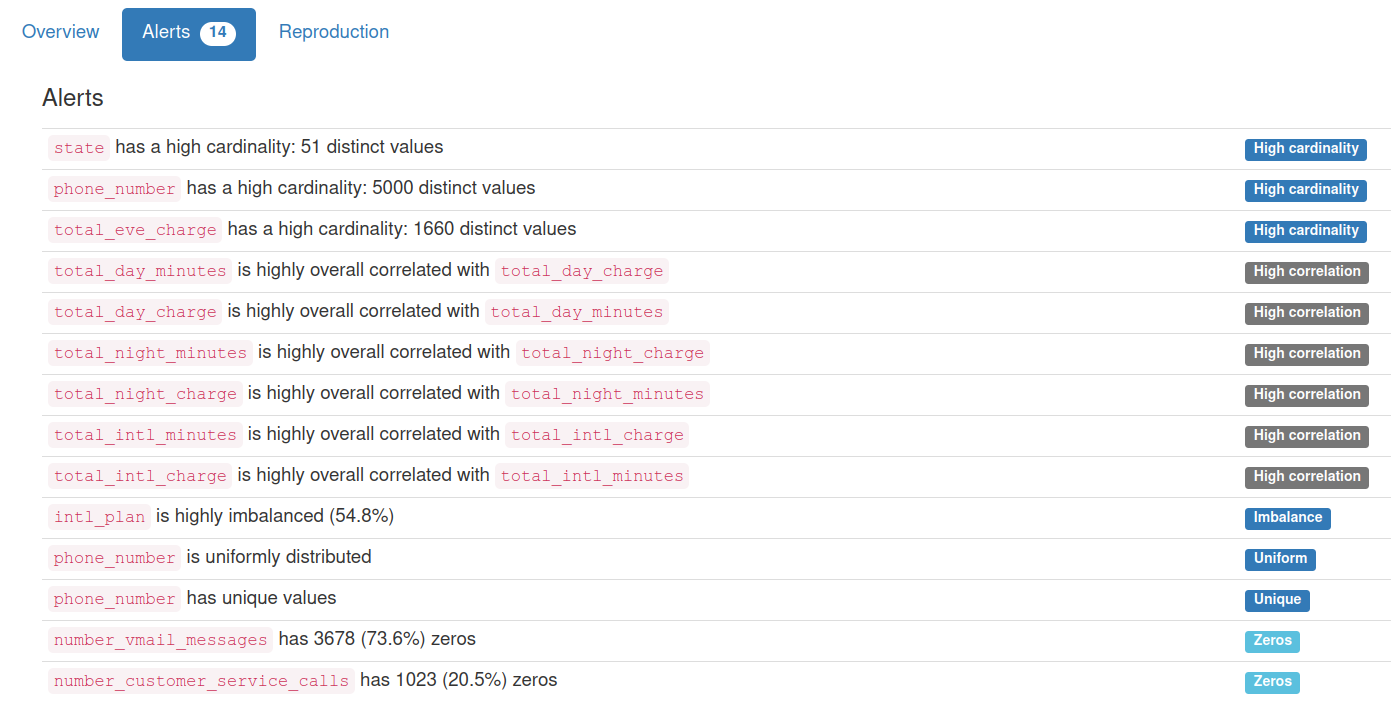 Overview Alerts 14 Reproduction
Alerts
state has a high cardinality: 51 distinct values High cardinality
phone_number has a high cardinality: 5000 distinct values High cardinality
total_eve_charge has a high cardinality: 1660 distinct values High cardinality
total_day_minutes is highly overall correlated with total_day_charge High correlation
total_day_charge is highly overall correlated with total_day_minutes High correlation
total_night_minutes is highly overall correlated with total_night_charge High correlation
total_night_charge is highly overall correlated with total_night_minutes High correlation
total_intl_minutes is highly overall correlated with total_intl_charge High correlation
total_intl_charge is highly overall correlated with total_intl_minutes High correlation
intl_plan is highly imbalanced (54.8%) Imbalance
phone_number is uniformly distributed Uniform
phone_number has unique values Unique
number_vmail_messages has 3678 (73.6%) zeros Zeros
number_customer_service_calls has 1023 (20.5%) zeros Zeros